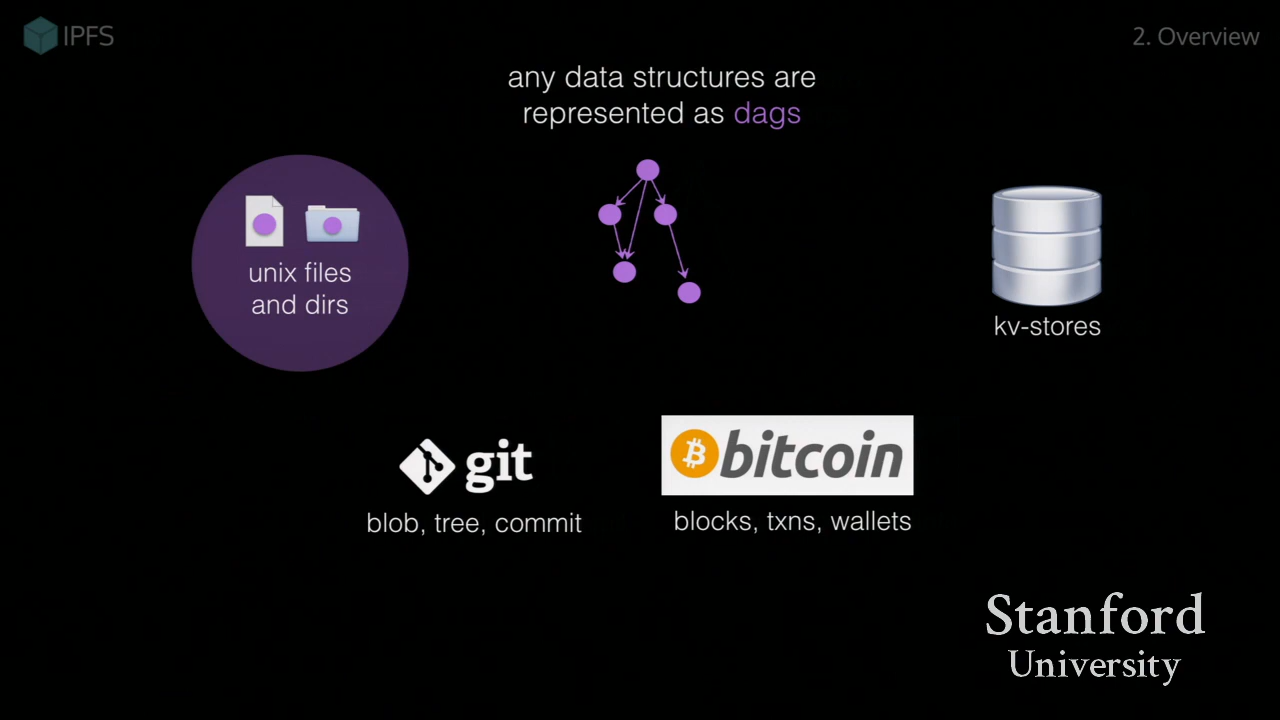 IPFS
2. Overview
any data structures are
represented as dags
unix files
and dirs
kv-stores
git
blob, tree, commit
bitcoin
blocks, txns, wallets
Stanford
University